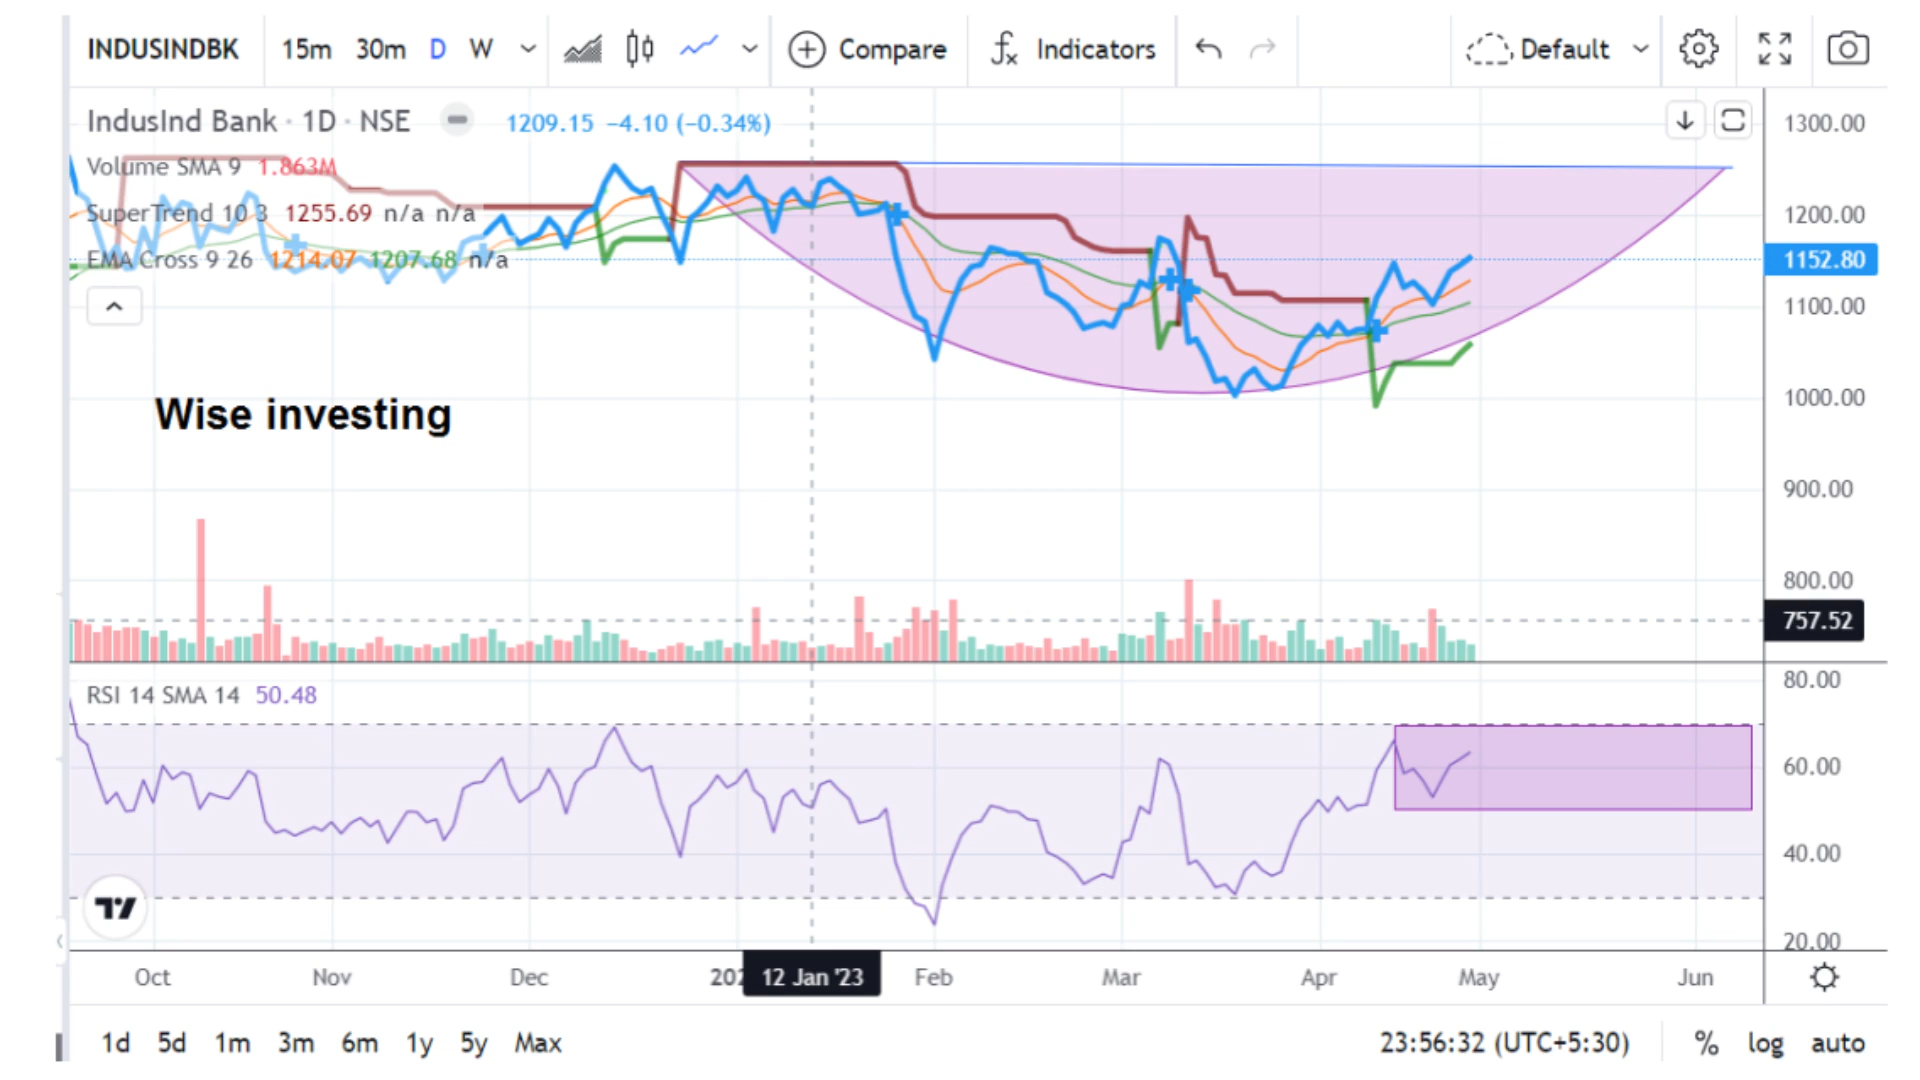 INDUSINDBK 15m 30m D W Compare Indicators Default
IndusInd Bank · 1D · NSE 1209.15 −4.10 (−0.34%)
Volume SMA 9 1.863M
SuperTrend 10 3 1255.69 n/a n/a
EMA Cross 9 26 1214.07 1207.68 n/a
Wise investing
1300.00
1200.00
1152.80
1100.00
1000.00
900.00
800.00
757.52
RSI 14 SMA 14 50.48
80.00
60.00
40.00
20.00
Oct Nov Dec 202 12 Jan '23 Feb Mar Apr May Jun
1d 5d 1m 3m 6m 1y 5y Max 23:56:32 (UTC+5:30) % log auto